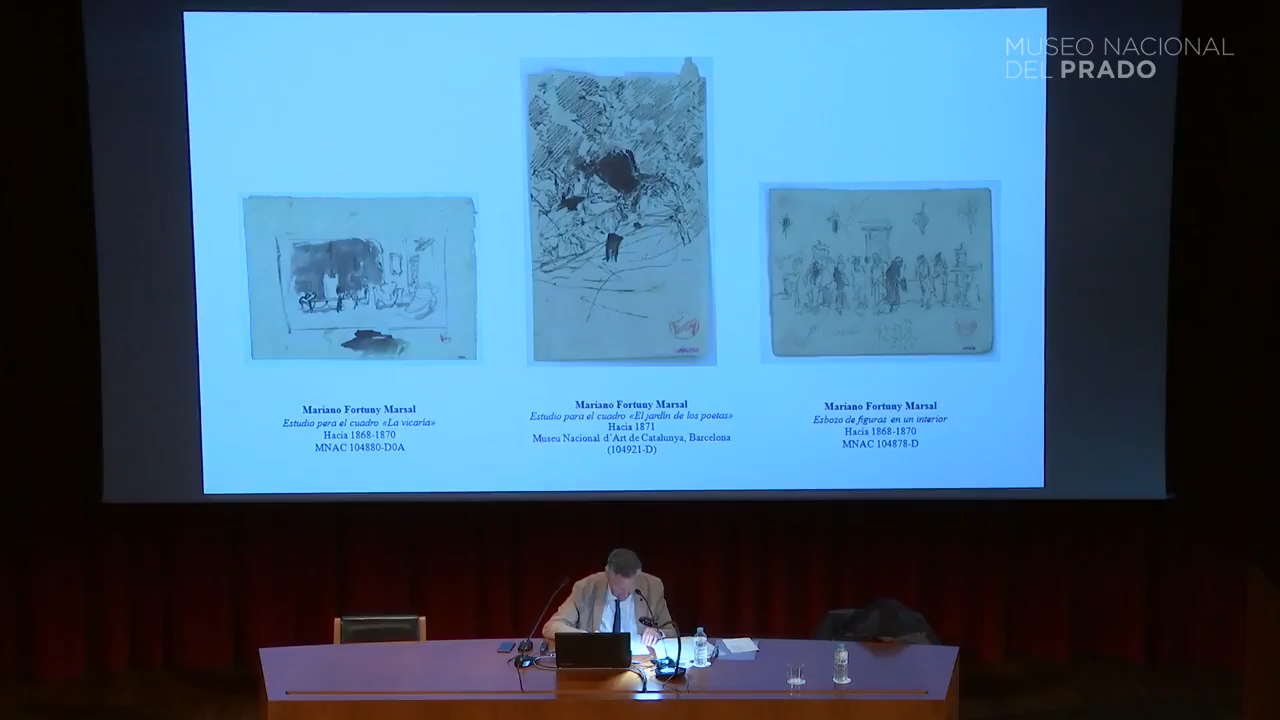 MUSEO NACIONAL
DEL PRADO
Mariano Fortuny Marsal
Estudio pera el cuadro «La vicaría»
Hacia 1868-1870
MNAC 104880-D0A
Mariano Fortuny Marsal
Estudio para el cuadro «El jardín de los poetas»
Hacia 1871
Museu Nacional d'Art de Catalunya, Barcelona
(104921-D)
Mariano Fortuny Marsal
Esbozo de figuras en un interior
Hacia 1868-1870
MNAC 104878-D